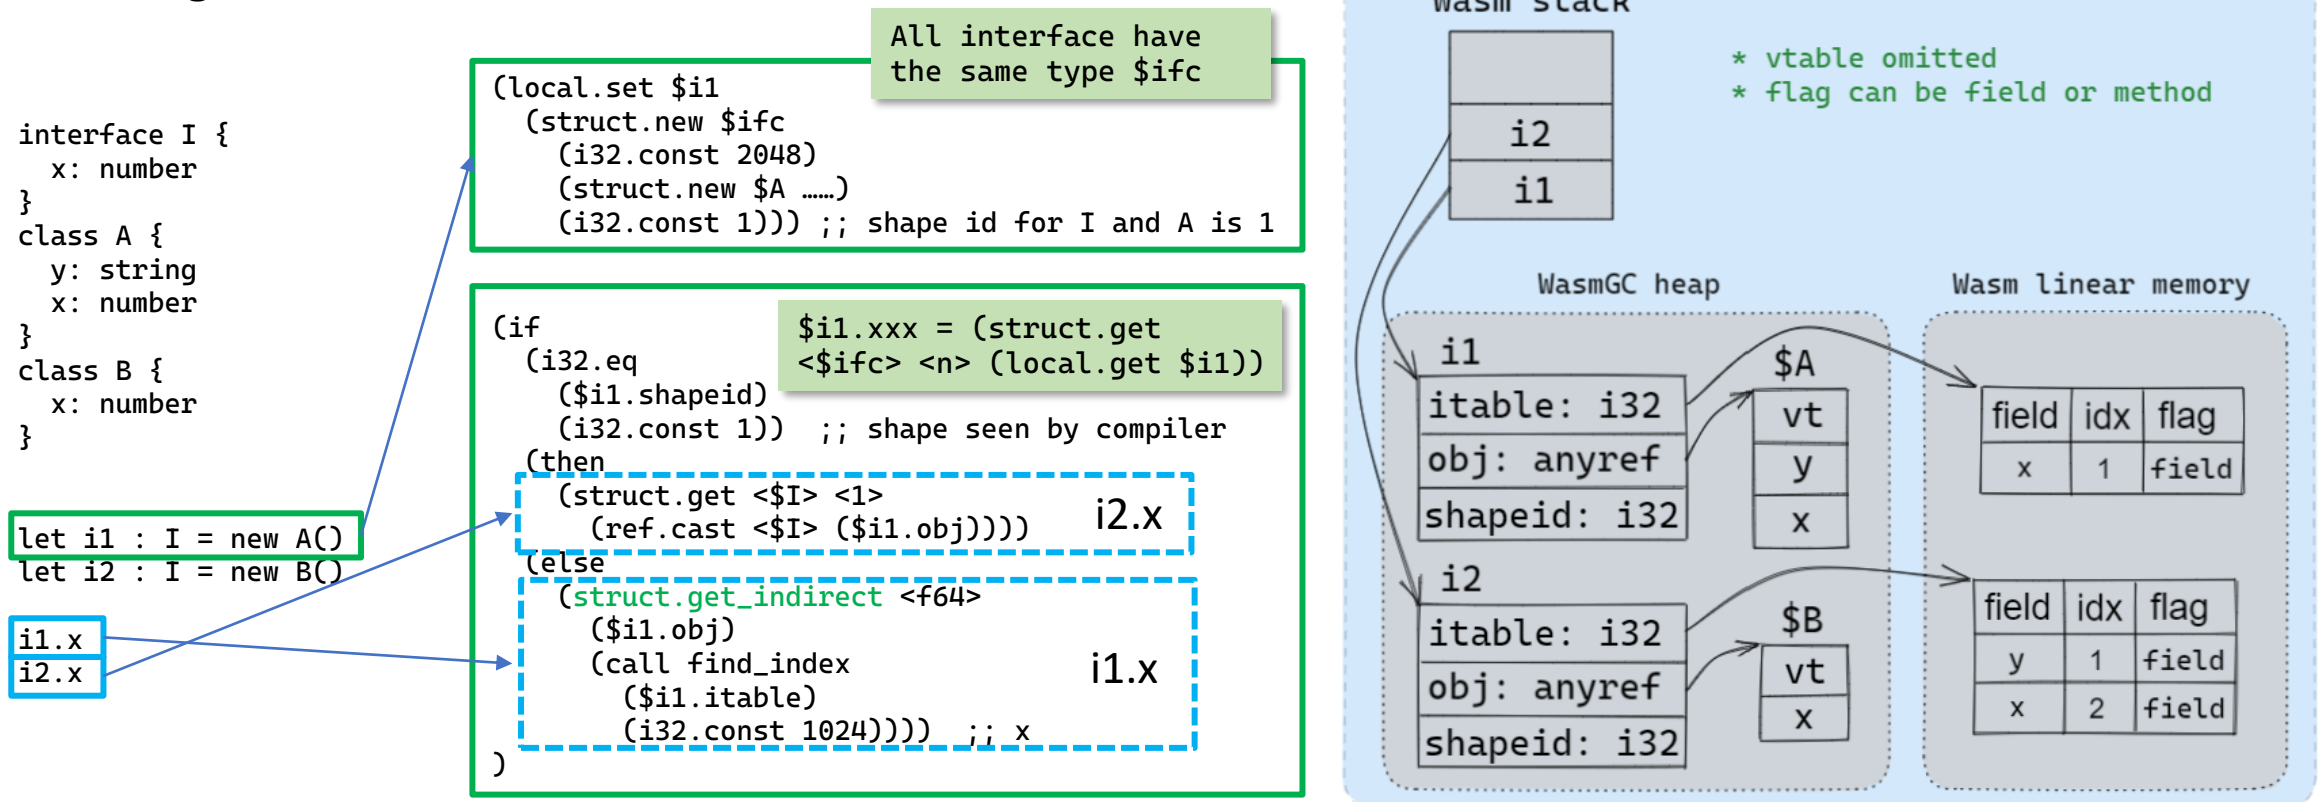 interface I {
x: number
}
class A {
y: string
x: number
}
class B {
x: number
}
let i1 : I = new A()
let i2 : I = new B()
i1.x
i2.x
All interface have
the same type $ifc
(local.set $i1
(struct.new $ifc
(i32.const 2048)
(struct.new $A ……)
(i32.const 1))) ;; shape id for I and A is 1
$i1.xxx = (struct.get
<$ifc> <n> (local.get $i1))
(if
(i32.eq
($i1.shapeid)
(i32.const 1)) ;; shape seen by compiler
(then
(struct.get <$I> <1>
(ref.cast <$I> ($i1.obj))))
i2.x
(else
(struct.get_indirect <f64>
($i1.obj)
(call find_index
($i1.itable)
(i32.const 1024)))) ;; x
i1.x
)
Wasm stack
i2
i1
* vtable omitted
* flag can be field or method
WasmGC heap
i1
itable: i32
obj: anyref
shapeid: i32
$A
vt
y
x
i2
itable: i32
obj: anyref
shapeid: i32
$B
vt
x
Wasm linear memory
field idx flag
x 1 field
field idx flag
y 1 field
x 2 field